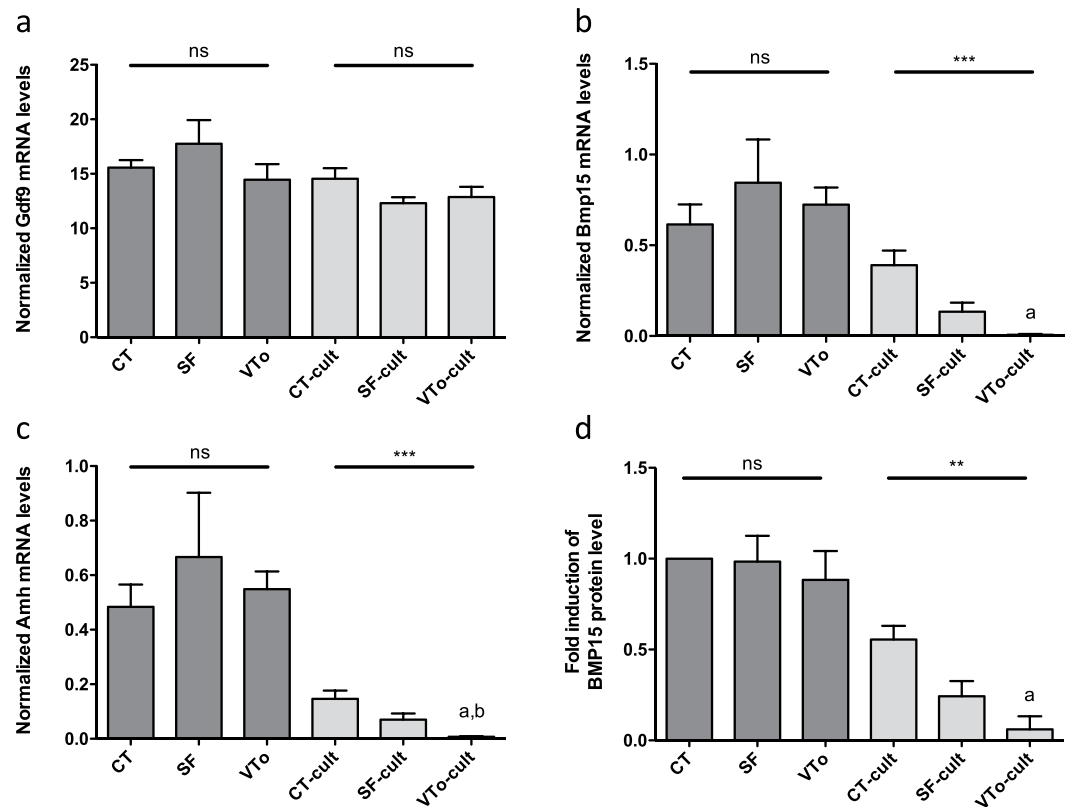 a
ns
ns
Normalized Gdf9 mRNA levels
25
20
15
10
5
0
CT
SF
VTo
CT-cult
SF-cult
VTo-cult
b
ns
***
Normalized Bmp15 mRNA levels
1.5
1.0
0.5
0.0
a
CT
SF
VTo
CT-cult
SF-cult
VTo-cult
c
ns
***
Normalized Amh mRNA levels
1.0
0.8
0.6
0.4
0.2
0.0
a,b
CT
SF
VTo
CT-cult
SF-cult
VTo-cult
d
ns
**
Fold induction of
BMP15 protein level
1.5
1.0
0.5
0.0
a
CT
SF
VTo
CT-cult
SF-cult
VTo-cult